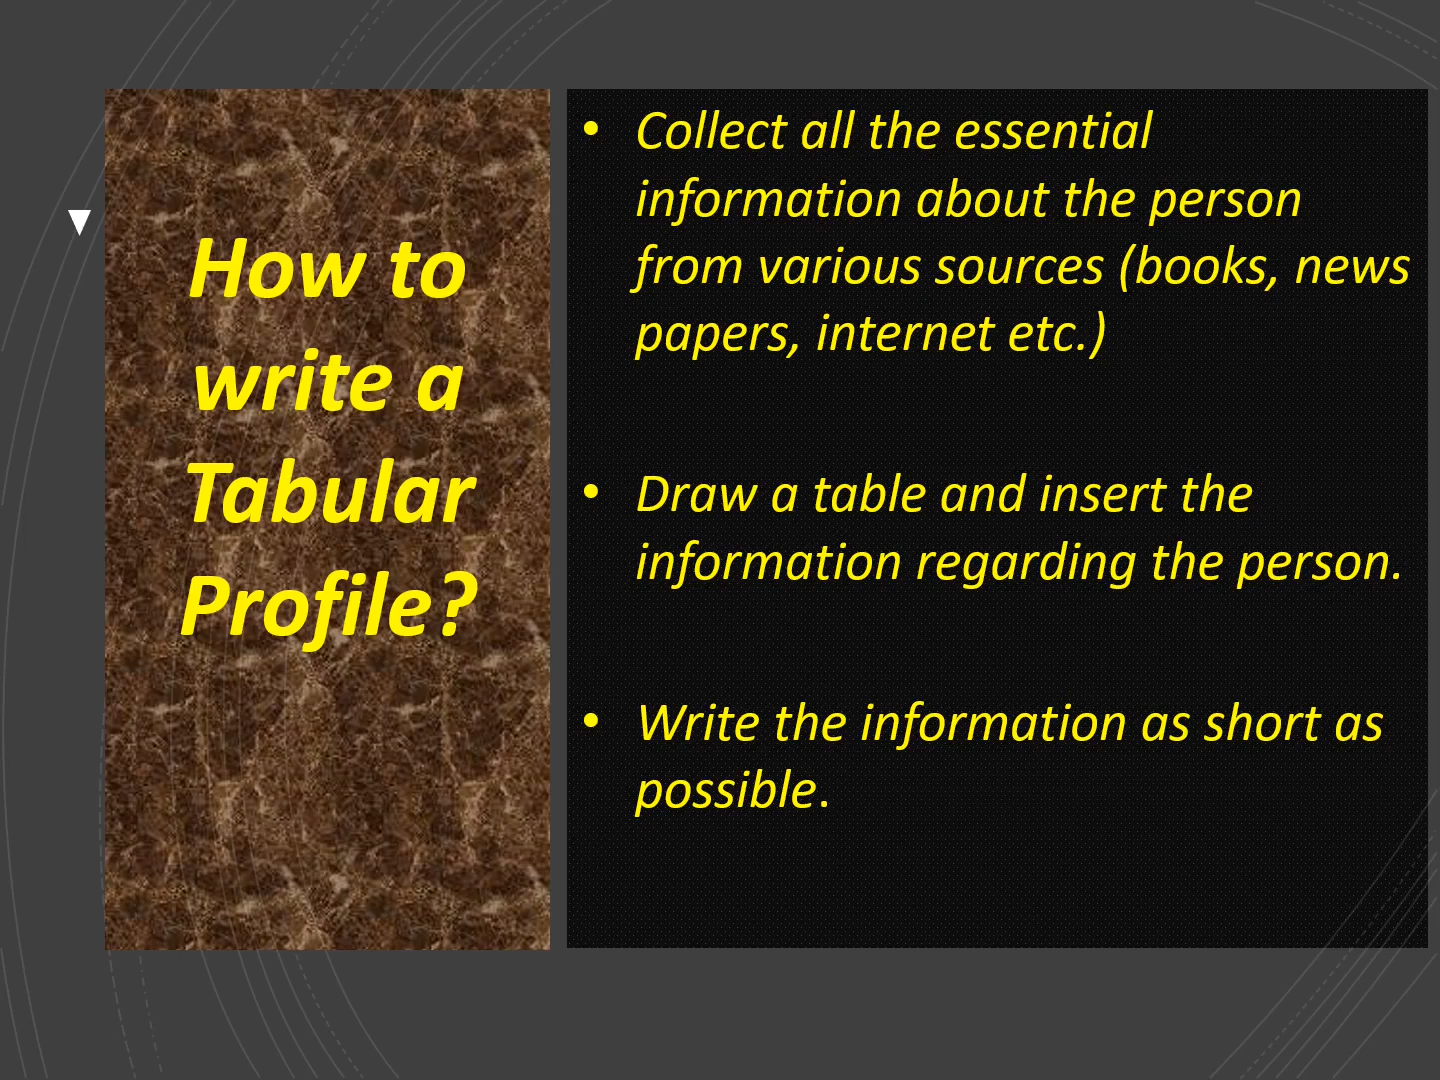 How to
write a
Tabular
Profile?
• Collect all the essential
information about the person
from various sources (books, news
papers, internet etc.)
• Draw a table and insert the
information regarding the person.
• Write the information as short as
possible.